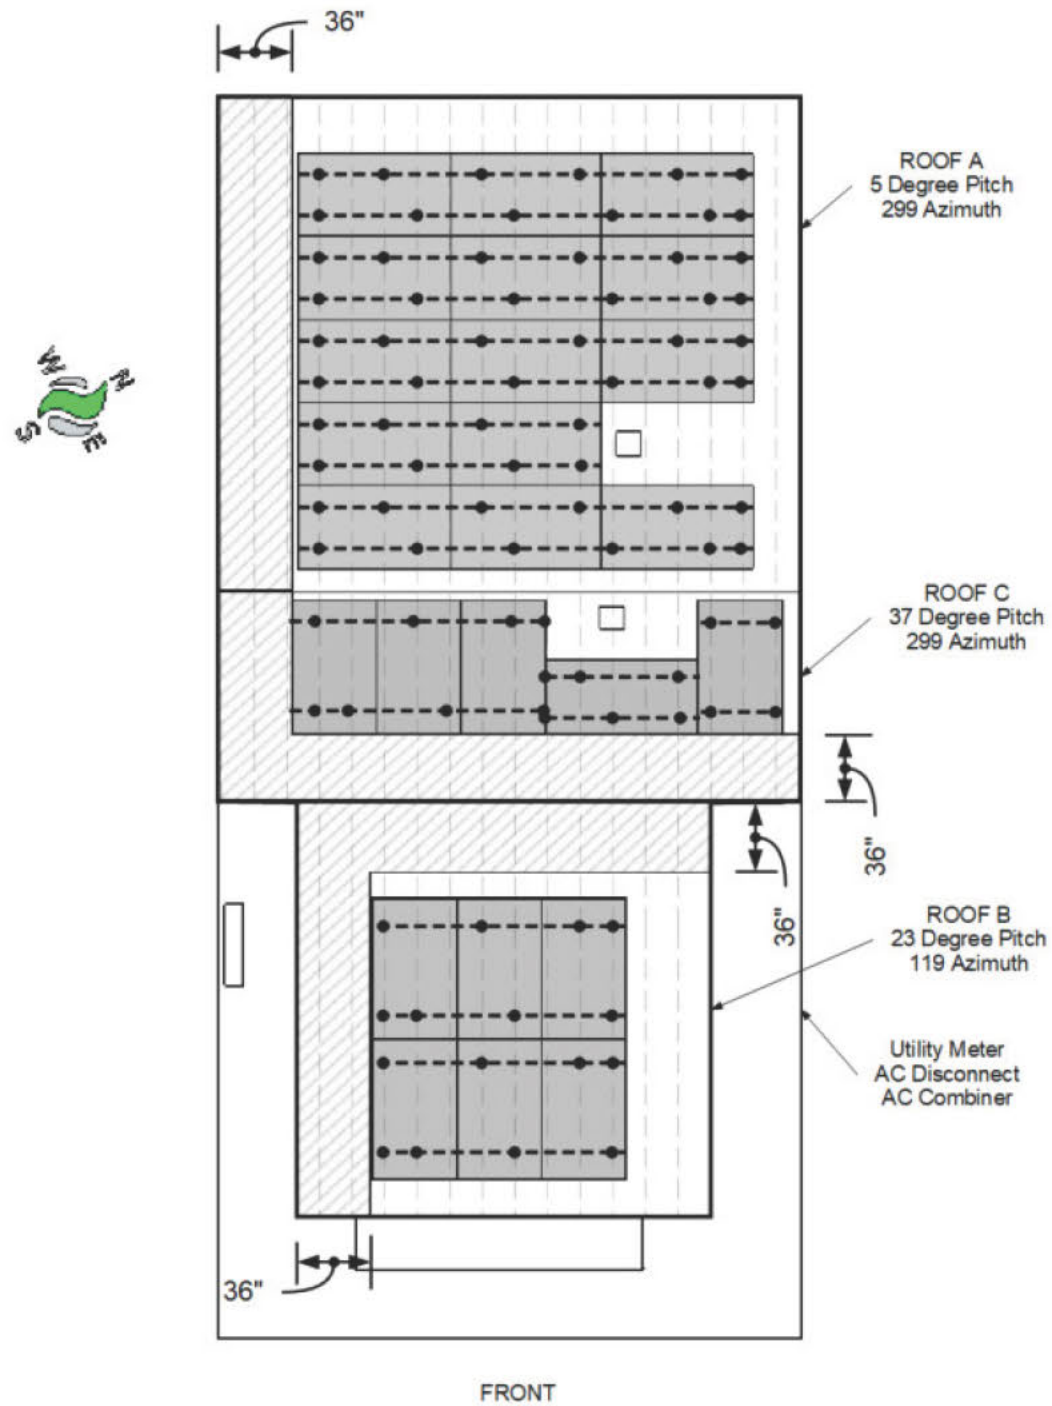 36"
ROOF A
5 Degree Pitch
299 Azimuth
W
N
S
E
ROOF C
37 Degree Pitch
299 Azimuth
36"
36"
ROOF B
23 Degree Pitch
119 Azimuth
Utility Meter
AC Disconnect
AC Combiner
36"
FRONT